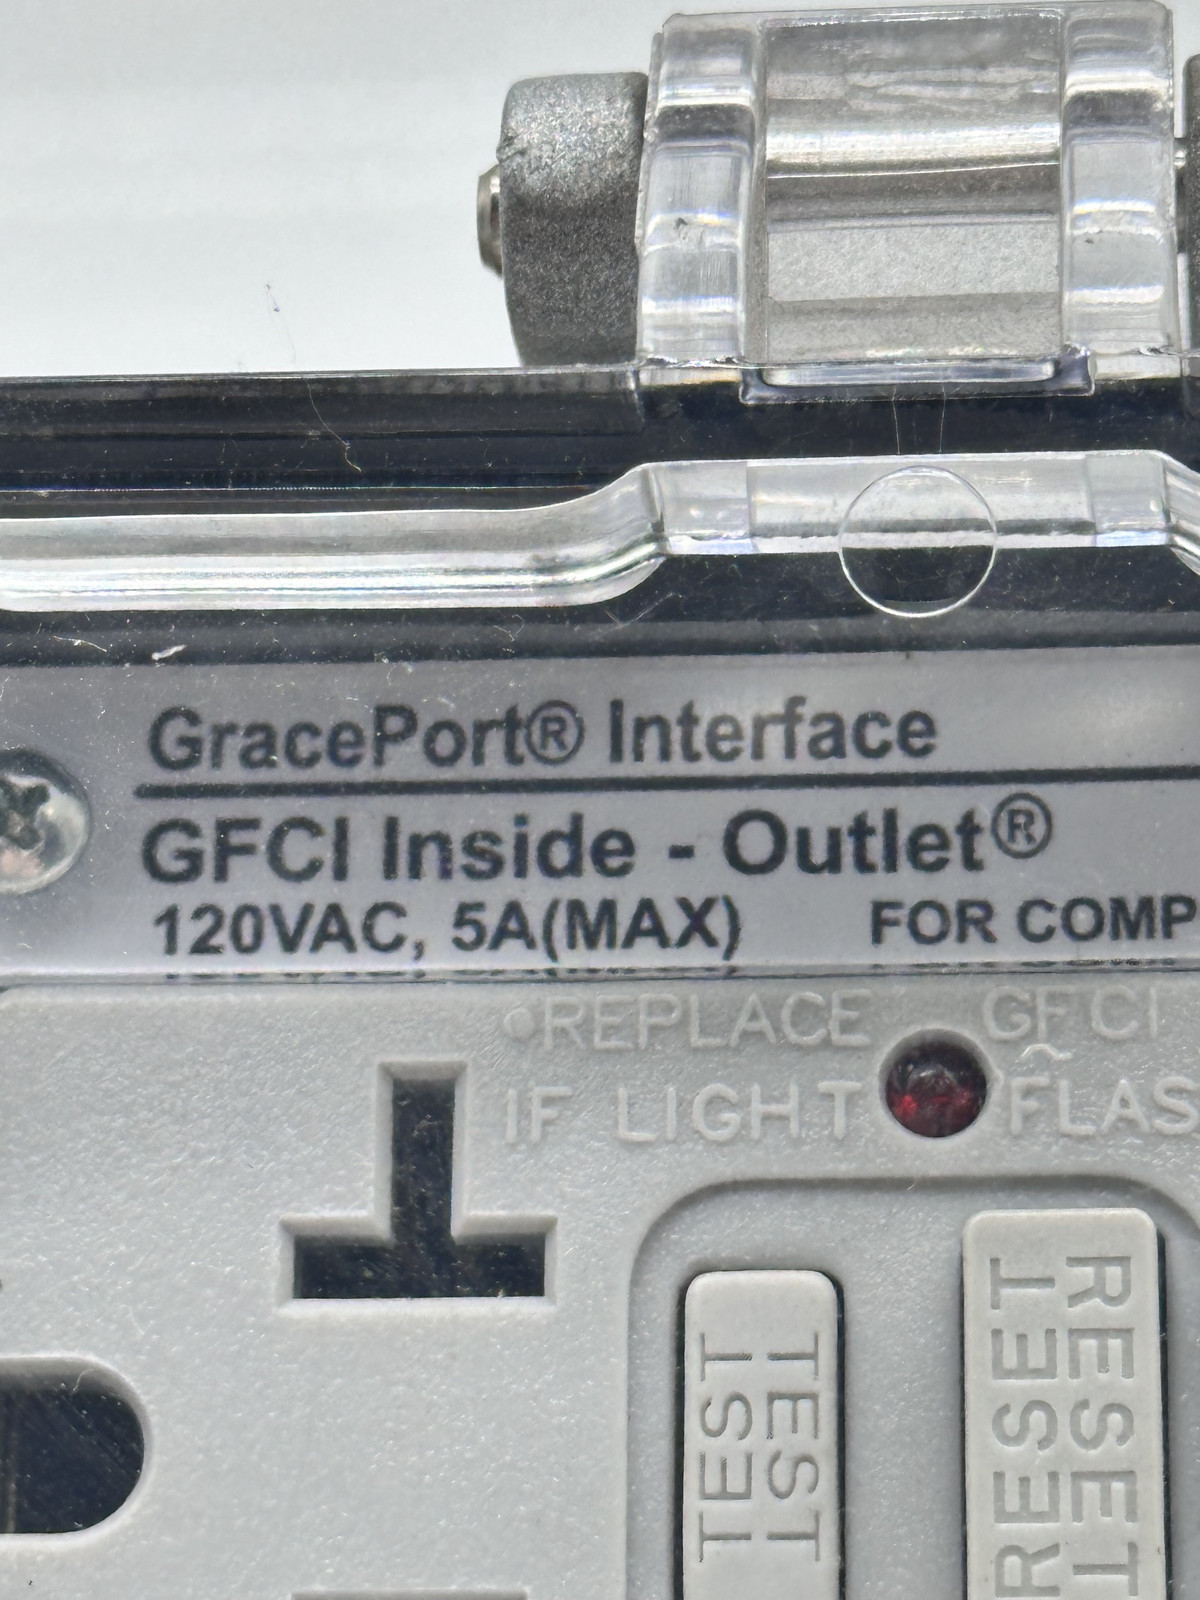 GracePort® Interface
GFCI Inside - Outlet®
120VAC, 5A(MAX) FOR COMP
REPLACE GFCI
IF LIGHT FLAS
TEST
TEST
RESET
RESET